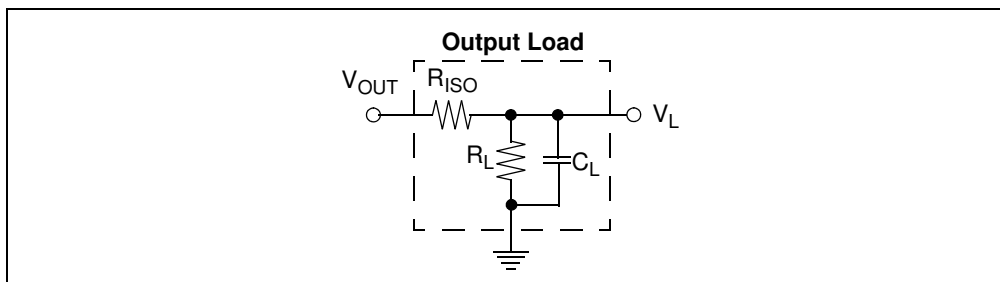 Output Load
V_OUT
R_ISO
V_L
R_L
C_L